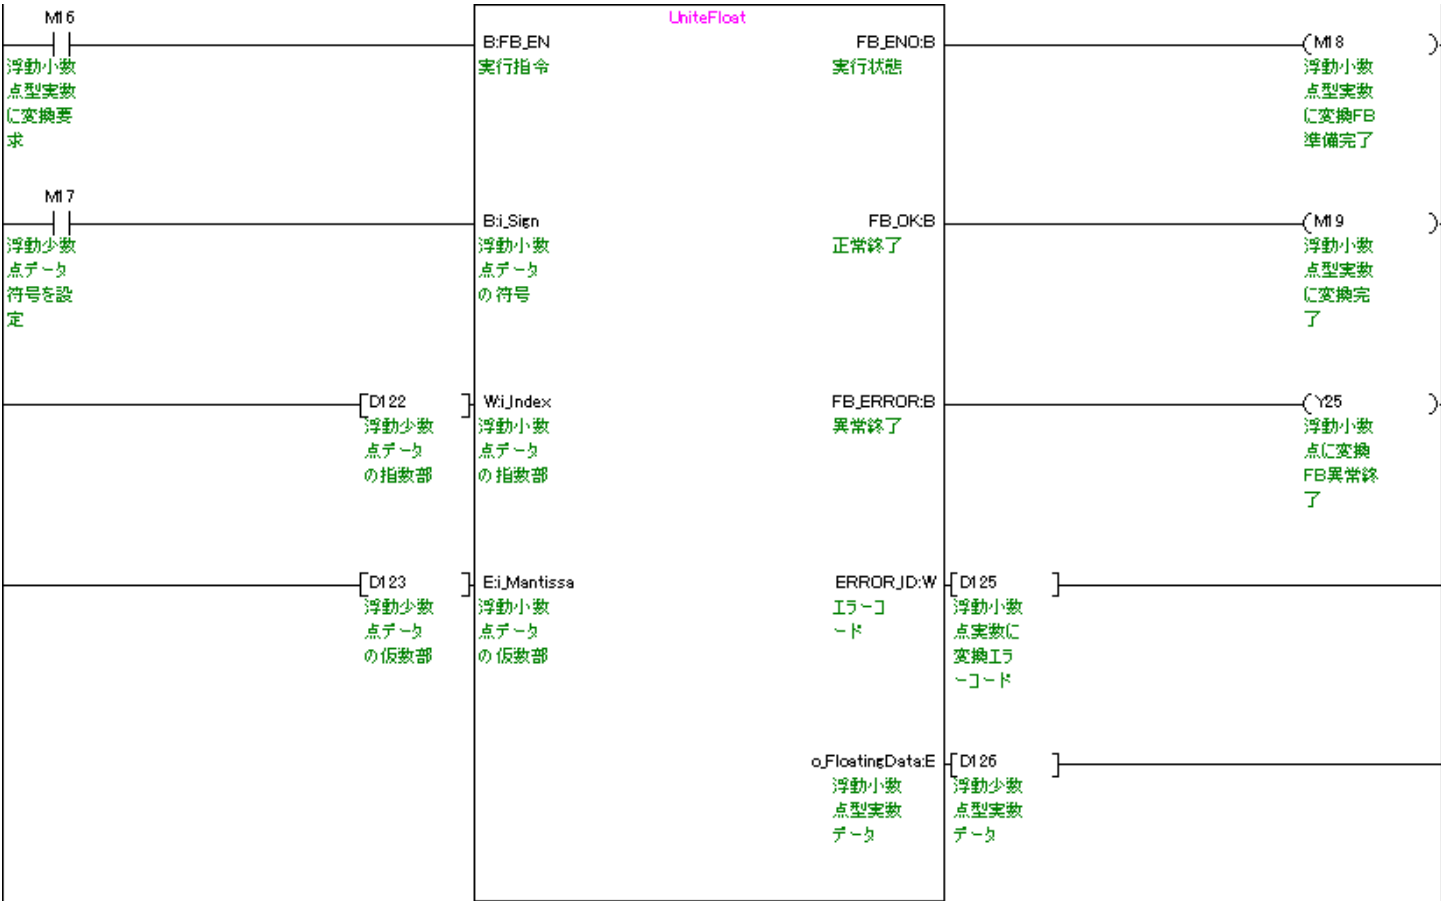 UniteFloat
M16
浮動小数
点型実数
に変換要
求
B:FB_EN
実行指令
FB_ENO:B
実行状態
M18
浮動小数
点型実数
に変換FB
準備完了
M17
浮動少数
点データ
符号を設
定
B:i_Sign
浮動小数
点データ
の符号
FB_OK:B
正常終了
M19
浮動小数
点型実数
に変換完
了
D122
浮動少数
点データ
の指数部
W:i_Index
浮動小数
点データ
の指数部
FB_ERROR:B
異常終了
Y25
浮動小数
点に変換
FB異常終
了
D123
浮動少数
点データ
の仮数部
E:i_Mantissa
浮動小数
点データ
の仮数部
ERROR_ID:W
エラーコ
ード
D125
浮動小数
点実数に
変換エラ
ーコード
o_FloatingData:E
浮動小数
点型実数
データ
D126
浮動少数
点型実数
データ